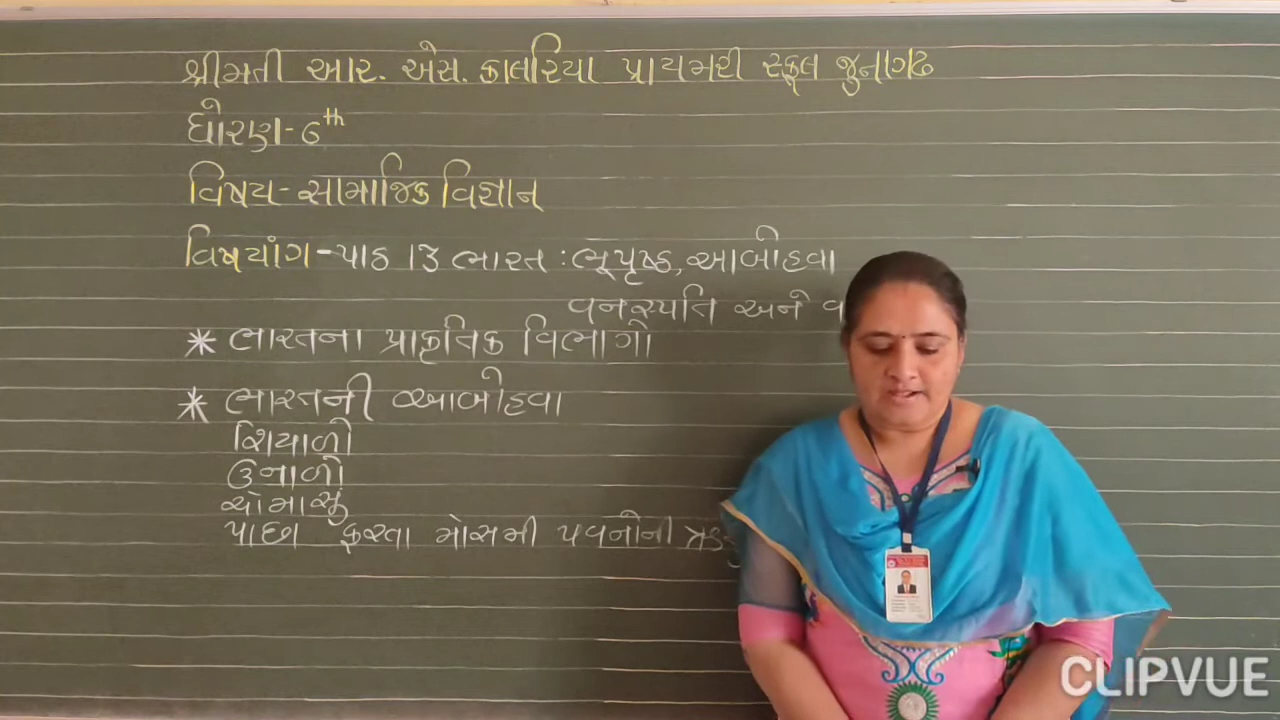 શ્રીમતી આર. એસ. કાલરિયા પ્રાયમરી સ્કૂલ જુનાગઢ
ધોરણ-6th
વિષય-સામાજિક વિજ્ઞાન
વિષયાંગ-પાઠ 13 ભારત : ભૂપૃષ્ઠ, આબોહવા
વનસ્પતિ અને વ
* ભારતના પ્રાકૃતિક વિભાગો
* ભારતની આબોહવા
શિયાળો
ઉનાળો
ચોમાસું
પાછા ફરતા મોસમી પવનોની
CLIPVUE